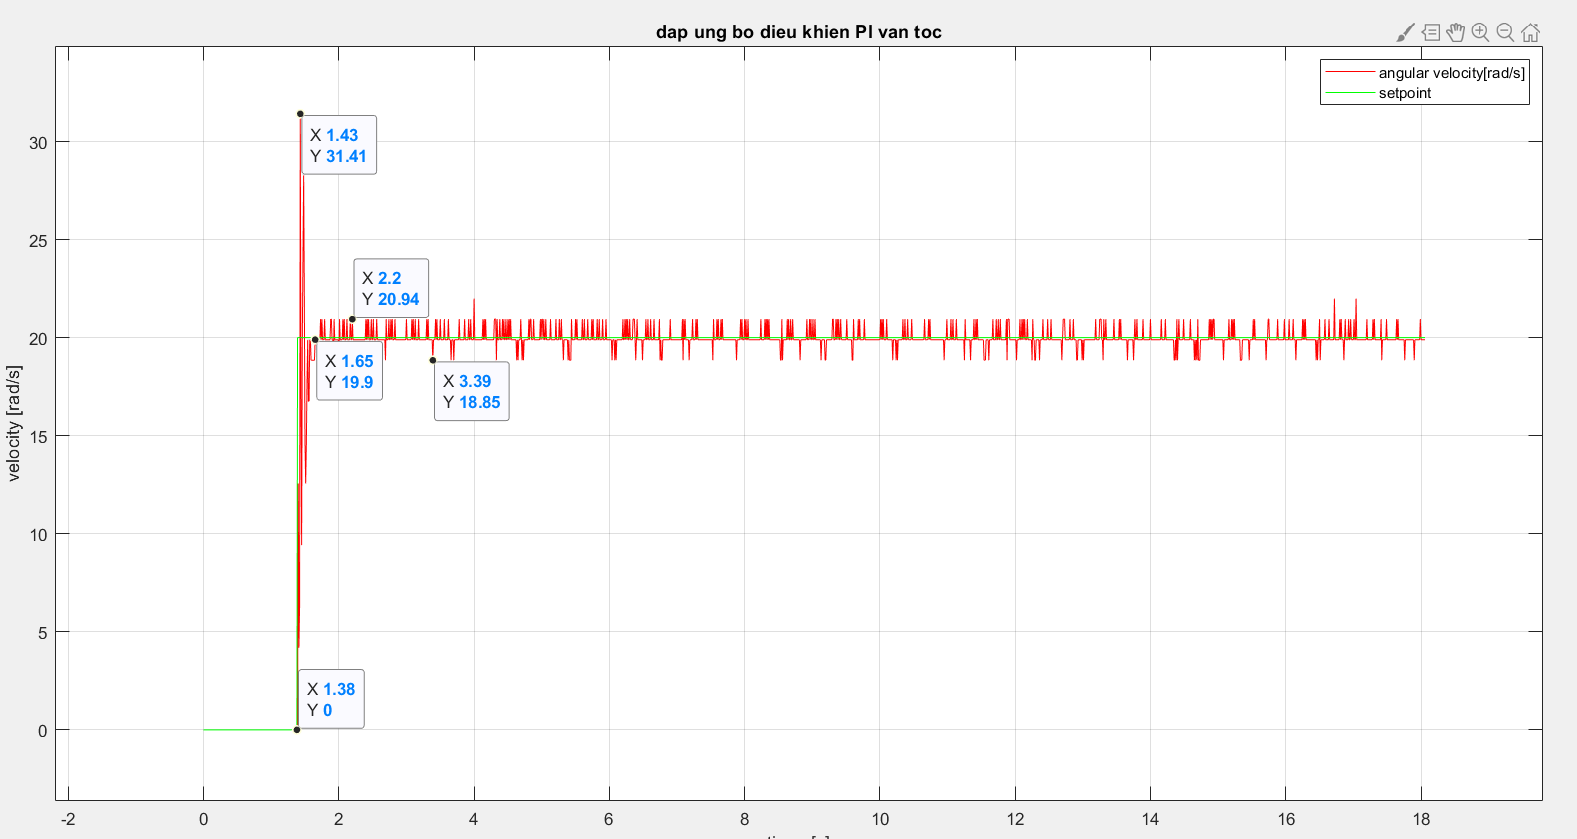 dap ung bo dieu khien PI van toc
angular velocity[rad/s]
setpoint
X 1.43
Y 31.41
X 2.2
Y 20.94
X 1.65
Y 19.9
X 3.39
Y 18.85
X 1.38
Y 0
velocity [rad/s]
30
25
20
15
10
5
0
-2 0 2 4 6 8 10 12 14 16 18